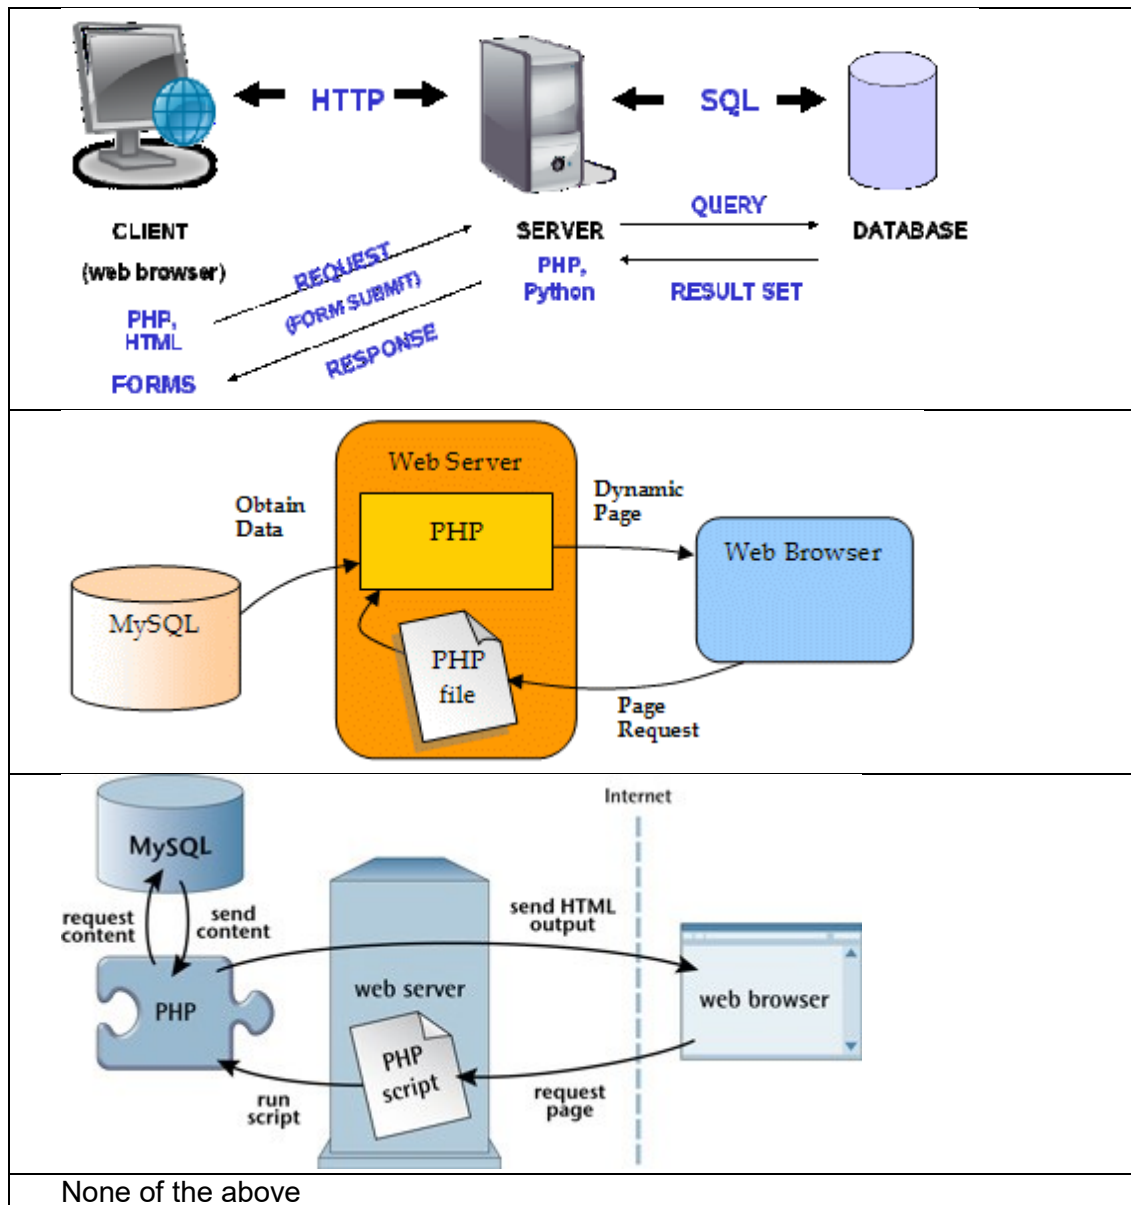 HTTP
SQL
CLIENT
(web browser)
PHP,
HTML
FORMS
REQUEST
(FORM SUBMIT)
RESPONSE
SERVER
PHP,
Python
QUERY
RESULT SET
DATABASE
Web Server
PHP
Obtain
Data
MySQL
PHP
file
Dynamic
Page
Web Browser
Page
Request
Internet
MySQL
request
content
send
content
PHP
run
script
web server
PHP
script
send HTML
output
request
page
web browser
None of the above